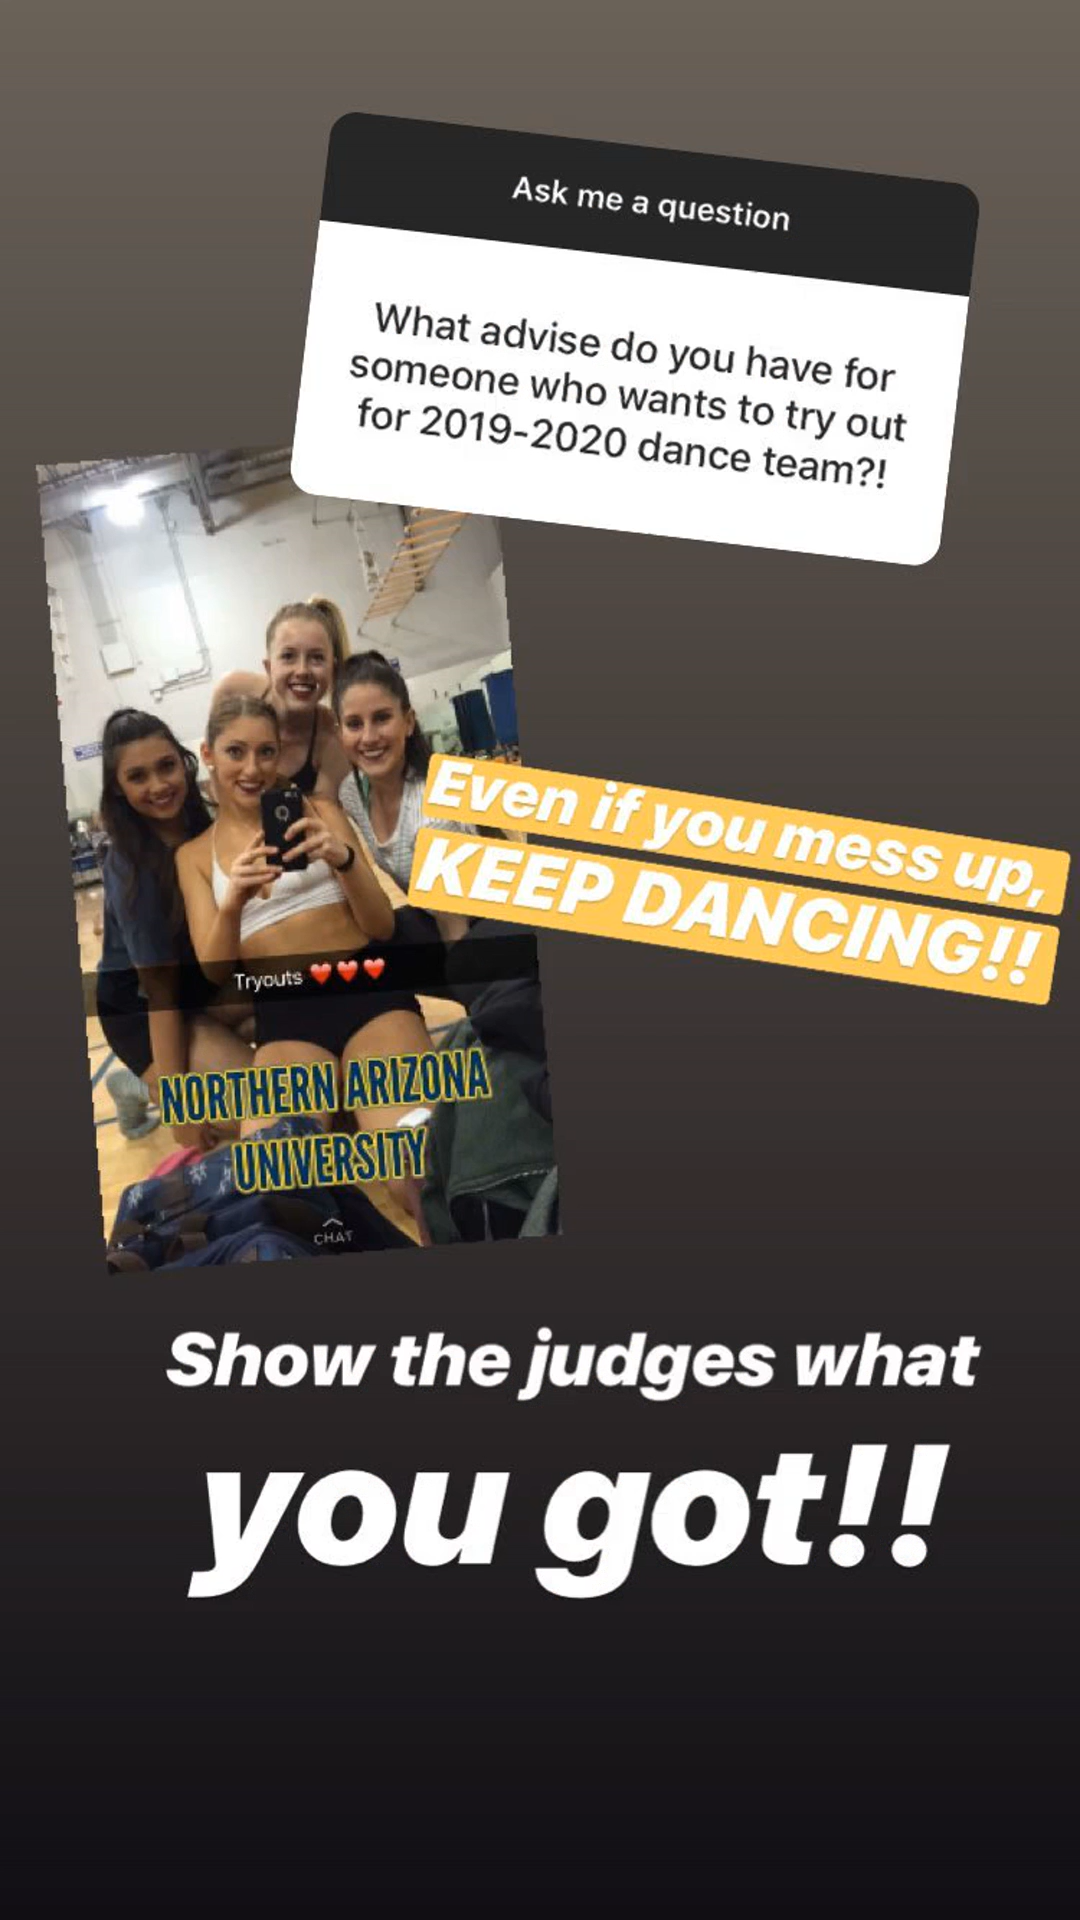 Ask me a question
What advise do you have for
someone who wants to try out
for 2019-2020 dance team?!
Even if you mess up,
KEEP DANCING!!
Tryouts ❤️❤️❤️
NORTHERN ARIZONA
UNIVERSITY
CHAT
Show the judges what
you got!!